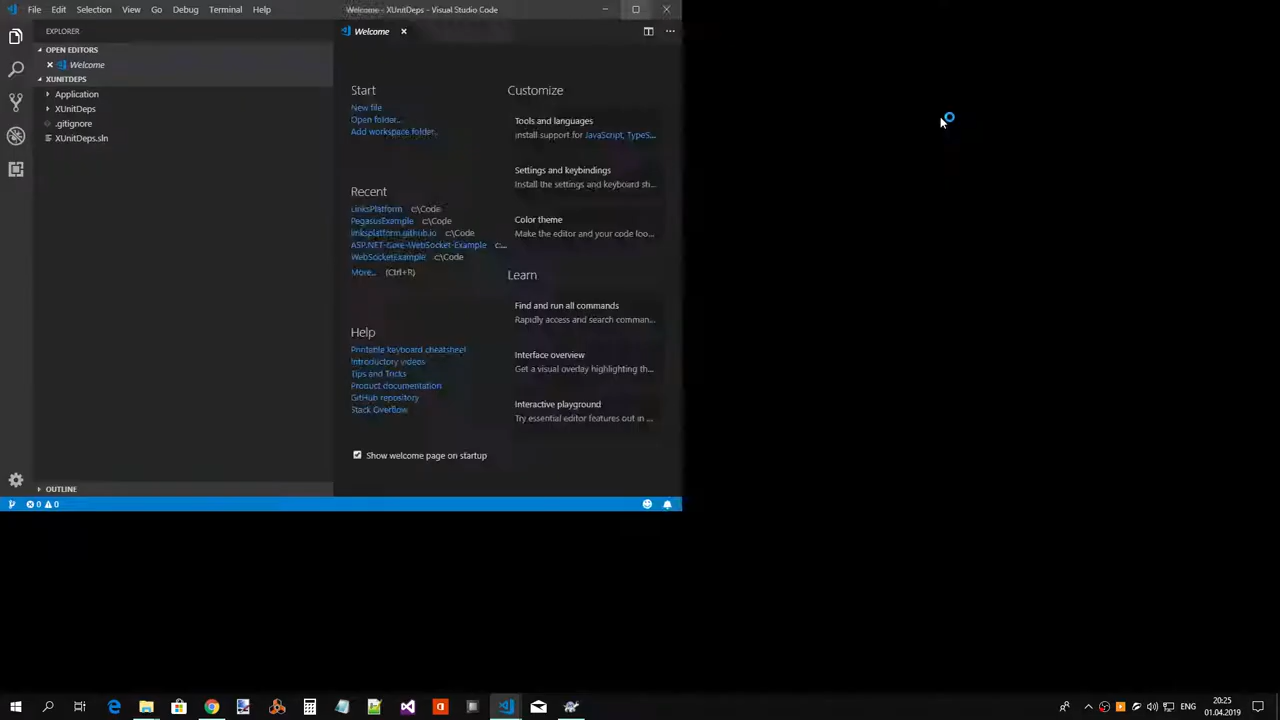 File Edit Selection View Go Debug Terminal Help
Welcome - XUnitDeps - Visual Studio Code
EXPLORER
OPEN EDITORS
Welcome
XUNITDEPS
Application
XUnitDeps
.gitignore
XUnitDeps.sln
OUTLINE
Welcome
Start
New file
Open folder...
Add workspace folder...
Recent
LinksPlatform c:\Code
PegasusExample c:\Code
linksplatform.github.io c:\Code
ASP.NET-Core-WebSocket-Example c:...
WebSocketExample c:\Code
More... (Ctrl+R)
Help
Printable keyboard cheatsheet
Introductory videos
Tips and Tricks
Product documentation
GitHub repository
Stack Overflow
Show welcome page on startup
Customize
Tools and languages
Install support for JavaScript, TypeS...
Settings and keybindings
Install the settings and keyboard sh...
Color theme
Make the editor and your code loo...
Learn
Find and run all commands
Rapidly access and search comman...
Interface overview
Get a visual overlay highlighting th...
Interactive playground
Try essential editor features out in ...
0 0
ENG
20:25
01.04.2019